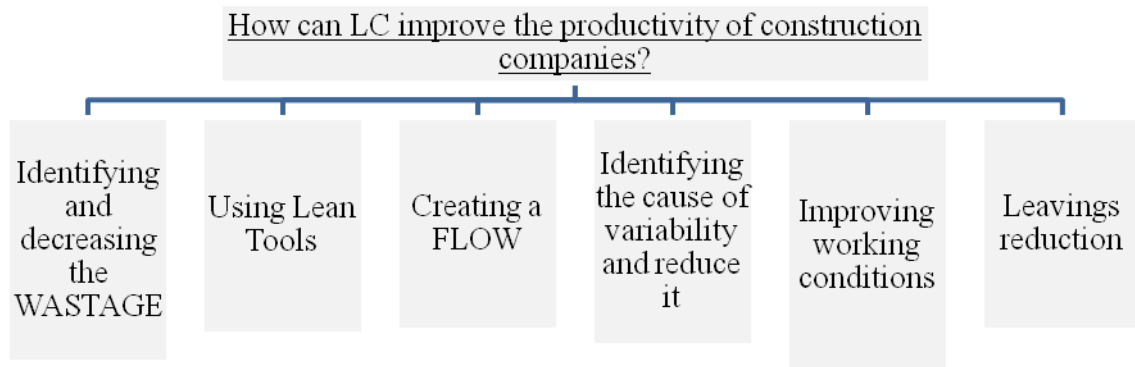 How can LC improve the productivity of construction
companies?
Identifying
and
decreasing
the
WASTAGE
Using Lean
Tools
Creating a
FLOW
Identifying
the cause of
variability
and reduce
it
Improving
working
conditions
Leavings
reduction